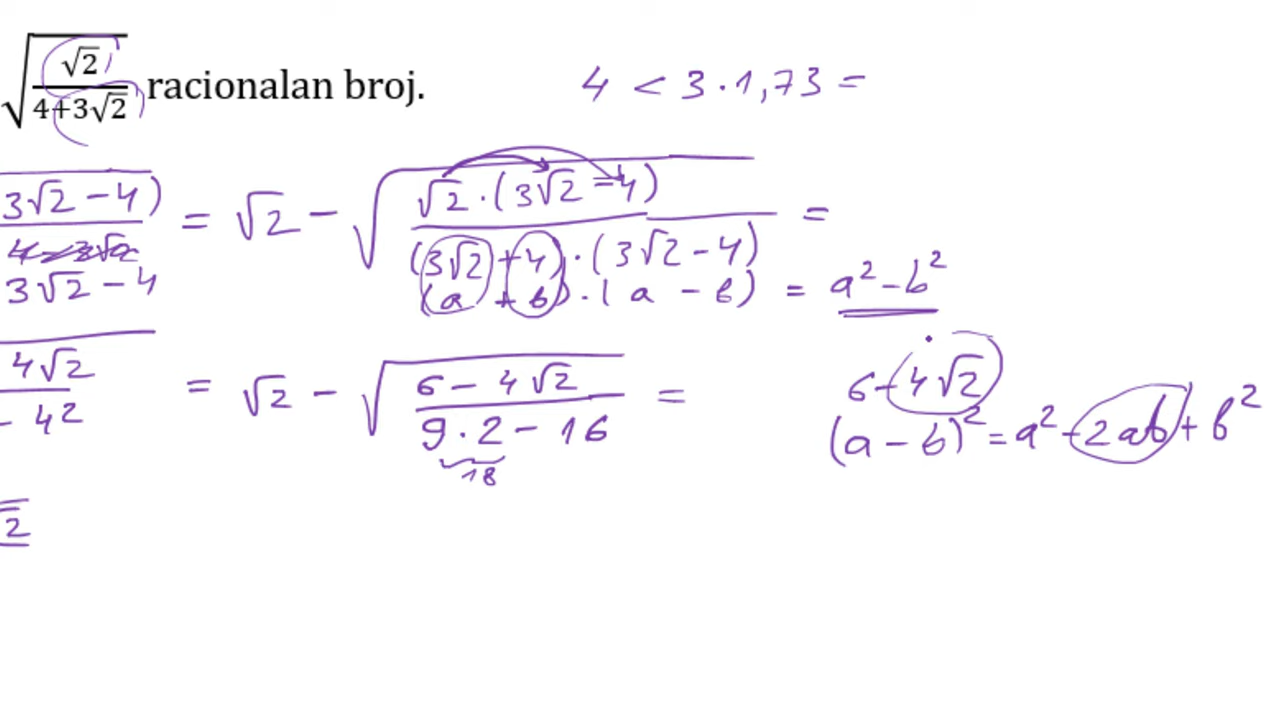 √(√2/(4+3√2)) racionalan broj.
4 < 3 · 1,73 =
3√2 − 4) / 3√2 − 4 = √2 − √(√2 · (3√2 − 4) / (3√2 + 4) · (3√2 − 4)) =
(a + b) · (a − b) = a² − b²
4√2 / − 4² = √2 − √((6 − 4√2)/(9 · 2 − 16)) =
18
6 − 4√2
(a − b)² = a² − 2ab + b²
√2